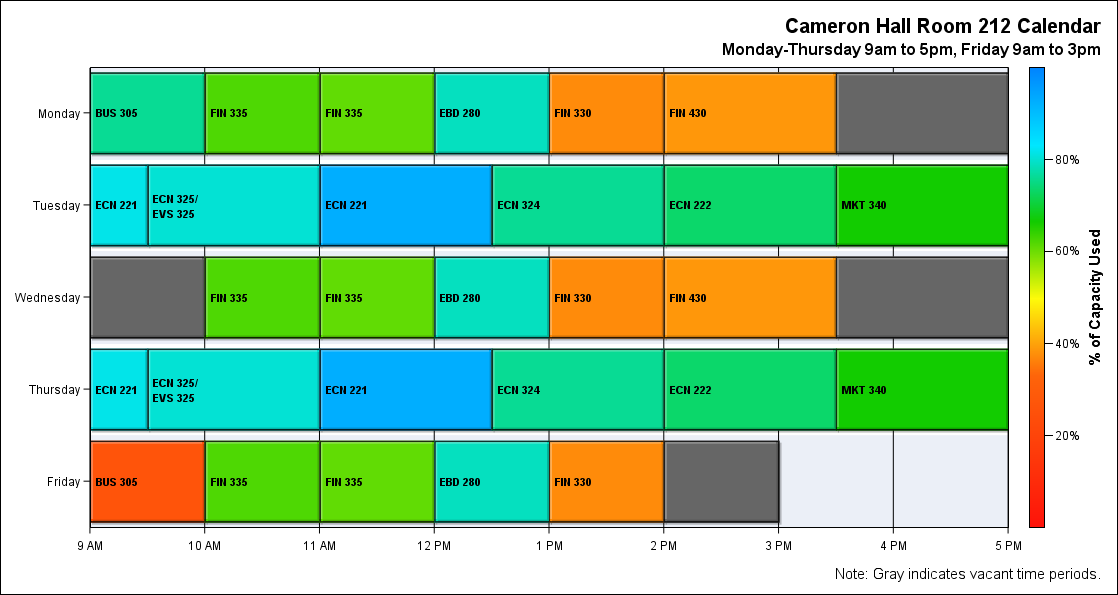 Cameron Hall Room 212 Calendar
Monday-Thursday 9am to 5pm, Friday 9am to 3pm
Monday
BUS 305
FIN 335
FIN 335
EBD 280
FIN 330
FIN 430
Tuesday
ECN 221
ECN 325/
EVS 325
ECN 221
ECN 324
ECN 222
MKT 340
Wednesday
FIN 335
FIN 335
EBD 280
FIN 330
FIN 430
Thursday
ECN 221
ECN 325/
EVS 325
ECN 221
ECN 324
ECN 222
MKT 340
Friday
BUS 305
FIN 335
FIN 335
EBD 280
FIN 330
9 AM
10 AM
11 AM
12 PM
1 PM
2 PM
3 PM
4 PM
5 PM
80%
60%
40%
20%
% of Capacity Used
Note: Gray indicates vacant time periods.